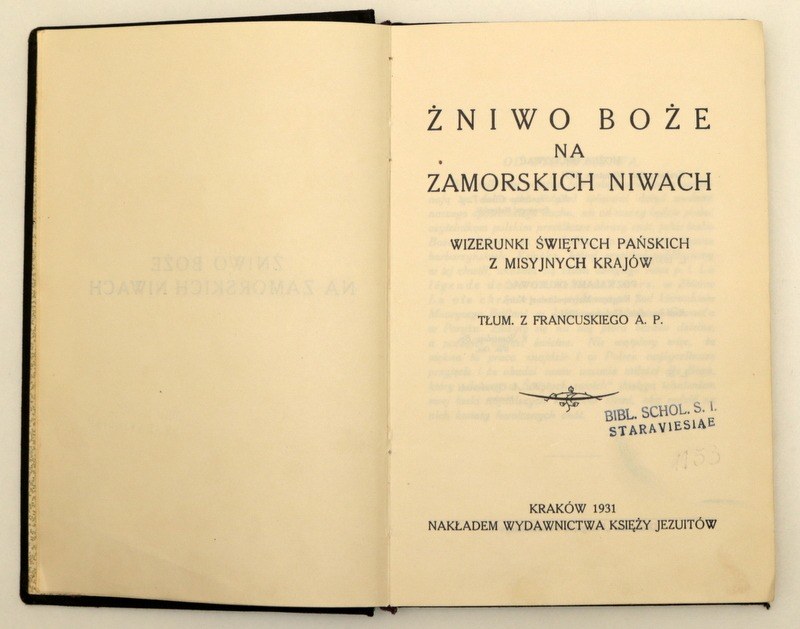 ŻNIWO BOŻE
NA
ZAMORSKICH NIWACH
WIZERUNKI ŚWIĘTYCH PAŃSKICH
Z MISYJNYCH KRAJÓW
TŁUM. Z FRANCUSKIEGO A. P.
BIBL. SCHOL. S. I.
STARAVIESIAE
KRAKÓW 1931
NAKŁADEM WYDAWNICTWA KSIĘŻY JEZUITÓW